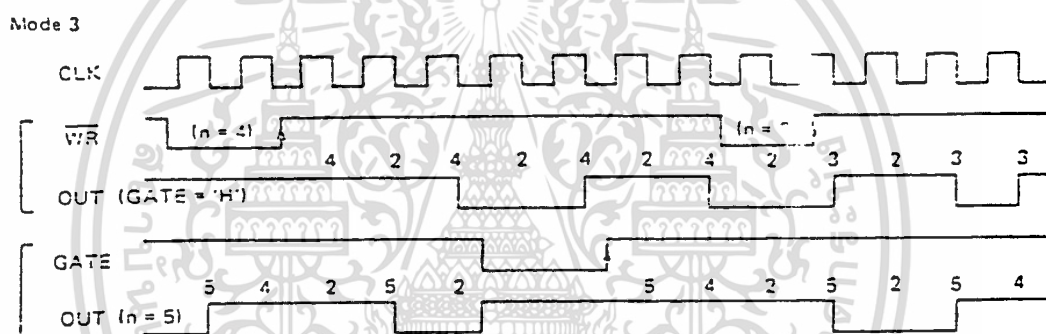 Mode 3
CLK
WR (n = 4) (n =
4 2 4 2 4 2 4 2 3 2 3 3
OUT (GATE = 'H')
GATE
5 4 2 5 2 5 4 2 5 2 5 4
OUT (n = 5)